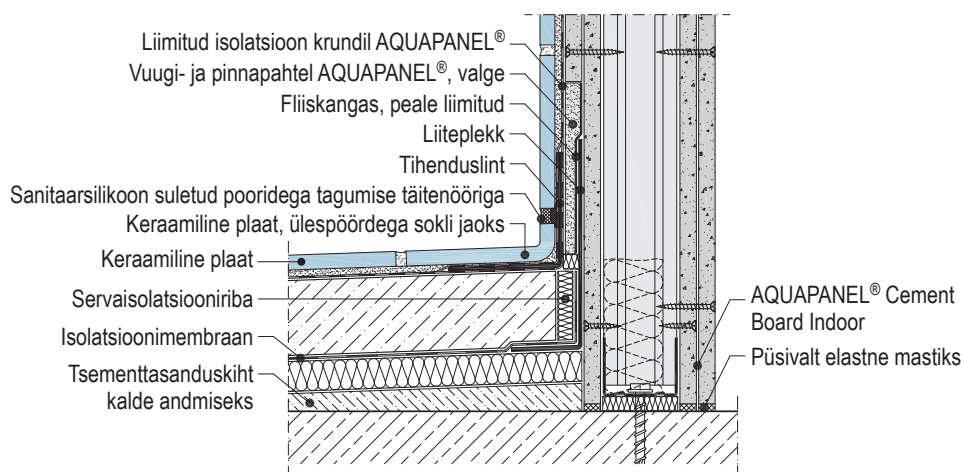 Liimitud isolatsioon krundil AQUAPANEL®
Vuugi- ja pinnapahtel AQUAPANEL®, valge
Fliiskangas, peale liimitud
Liiteplekk
Tihenduslint
Sanitaarsilikoon suletud pooridega tagumise täitenööriga
Keraamiline plaat, ülespöördega sokli jaoks
Keraamiline plaat
Servaisolatsiooniriba
Isolatsioonimembraan
Tsementtasanduskiht
kalde andmiseks
AQUAPANEL® Cement
Board Indoor
Püsivalt elastne mastiks